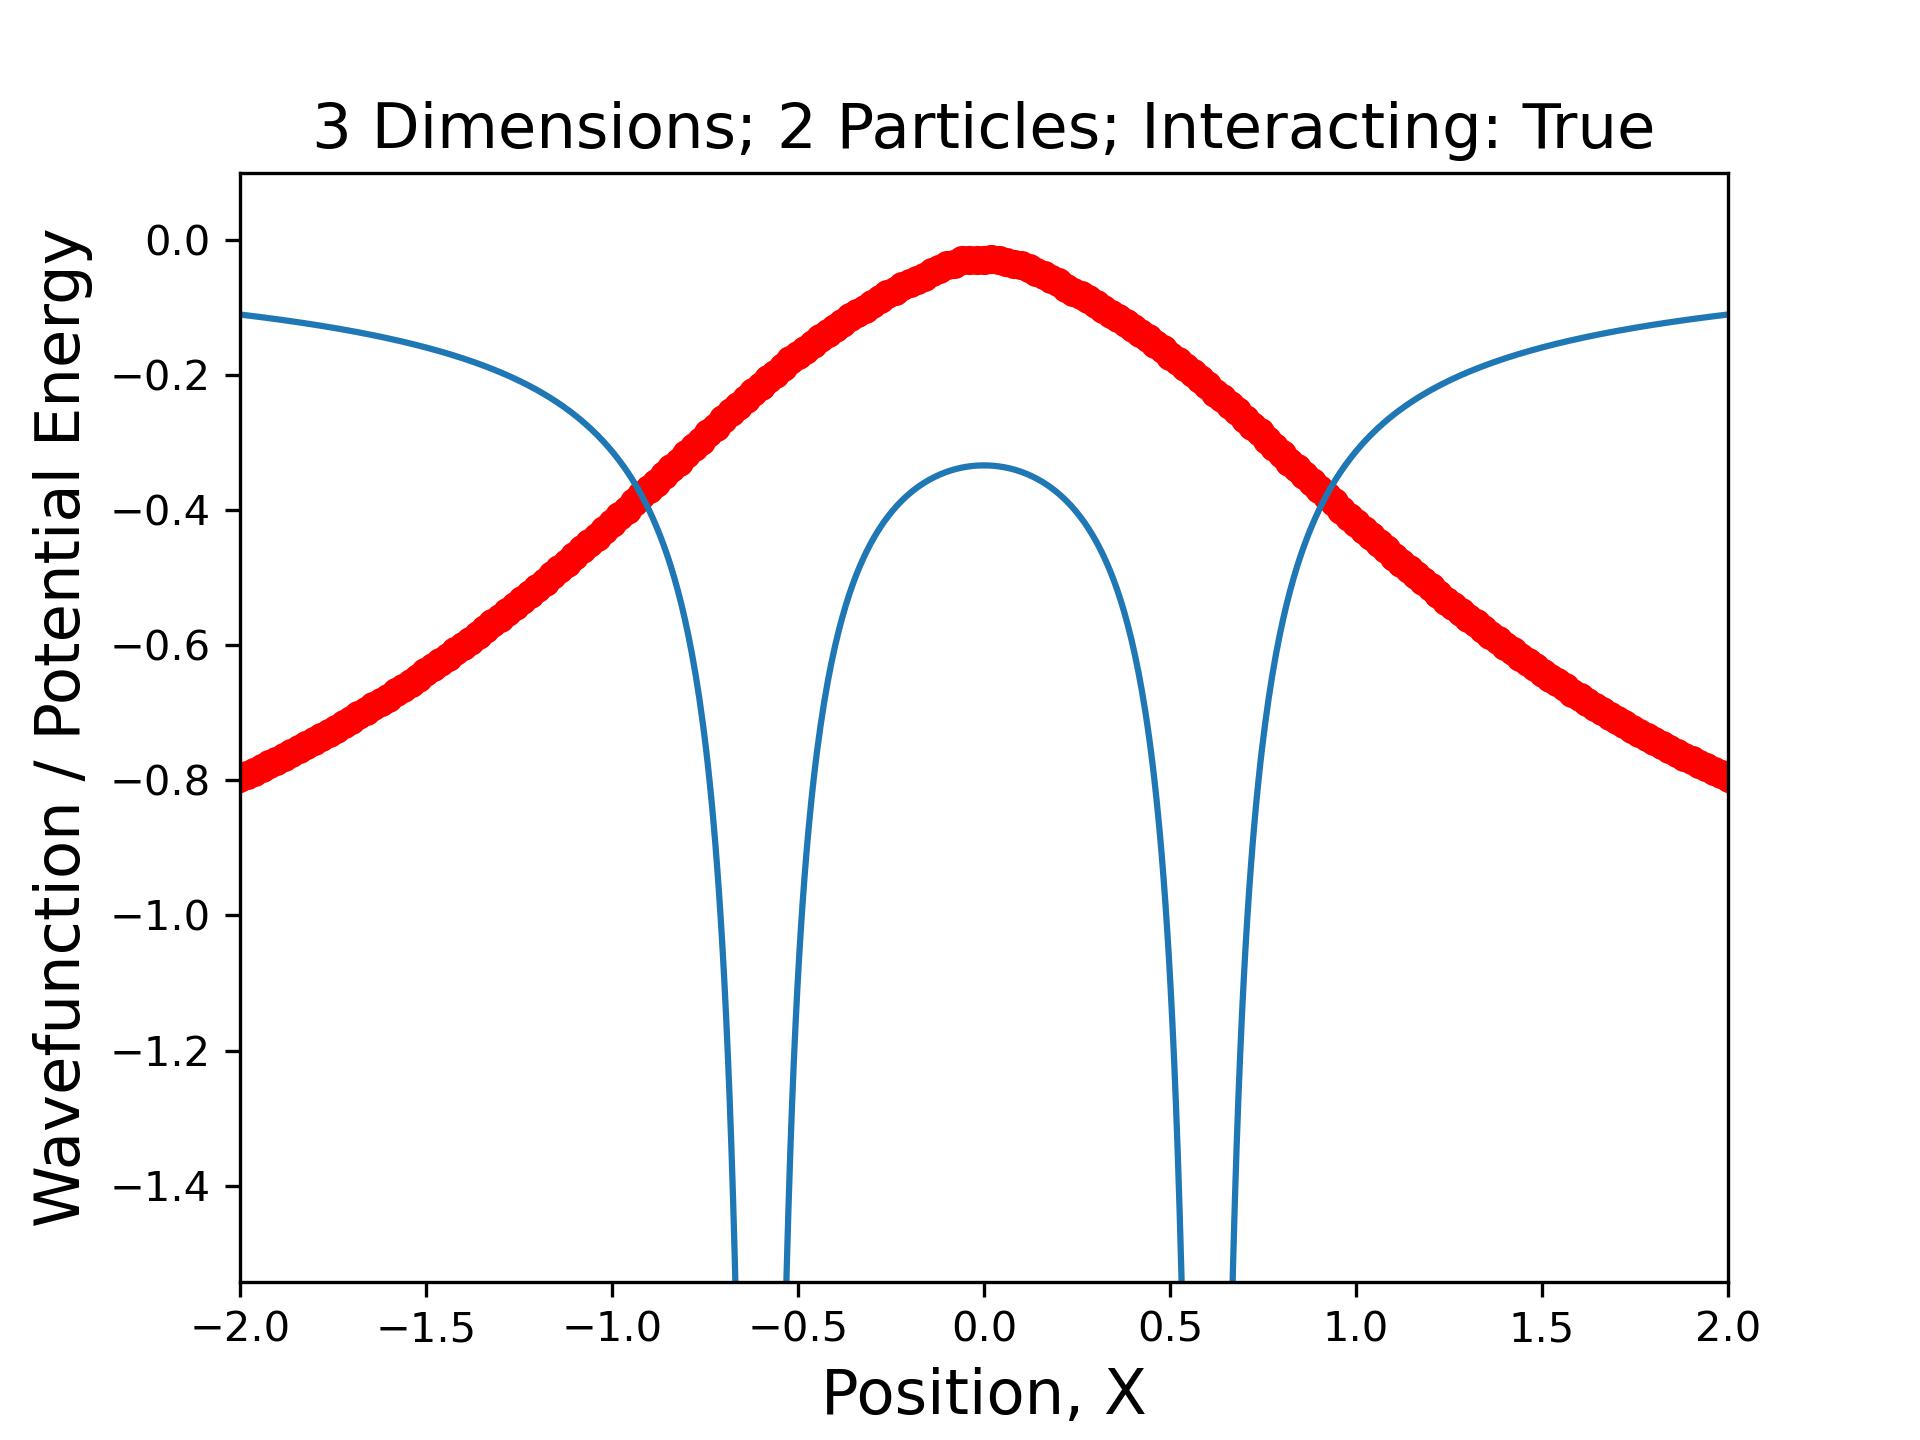 3 Dimensions; 2 Particles; Interacting: True
Wavefunction / Potential Energy
0.0
−0.2
−0.4
−0.6
−0.8
−1.0
−1.2
−1.4
−2.0 −1.5 −1.0 −0.5 0.0 0.5 1.0 1.5 2.0
Position, X